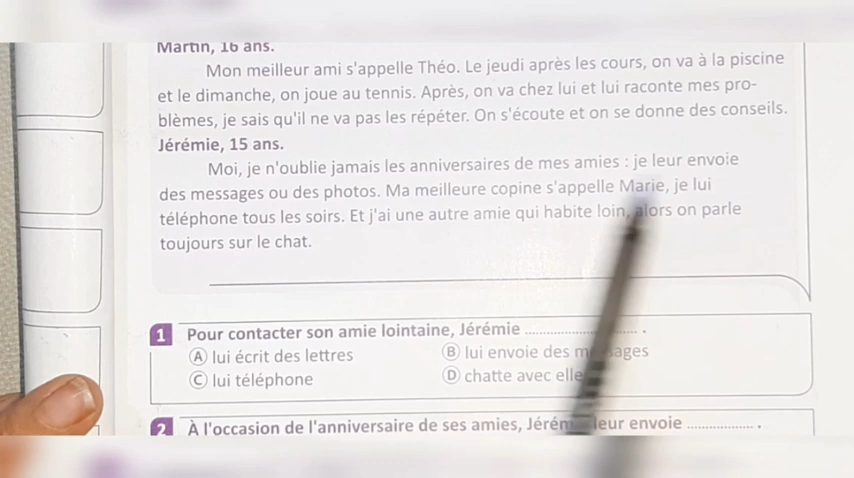 Martin, 16 ans.
Mon meilleur ami s'appelle Théo. Le jeudi après les cours, on va à la piscine
et le dimanche, on joue au tennis. Après, on va chez lui et lui raconte mes pro-
blèmes, je sais qu'il ne va pas les répéter. On s'écoute et on se donne des conseils.
Jérémie, 15 ans.
Moi, je n'oublie jamais les anniversaires de mes amies : je leur envoie
des messages ou des photos. Ma meilleure copine s'appelle Marie, je lui
téléphone tous les soirs. Et j'ai une autre amie qui habite loin, alors on parle
toujours sur le chat.
1 Pour contacter son amie lointaine, Jérémie .......................... .
A lui écrit des lettres
B lui envoie des messages
C lui téléphone
D chatte avec elle
2 À l'occasion de l'anniversaire de ses amies, Jérémie leur envoie ................. .